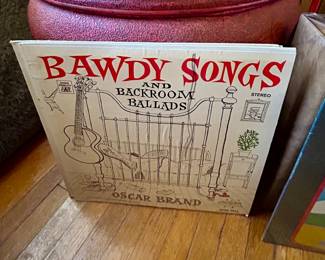 BAWDY SONGS
AND
BACKROOM
BALLADS
STEREO
OSCAR BRAND